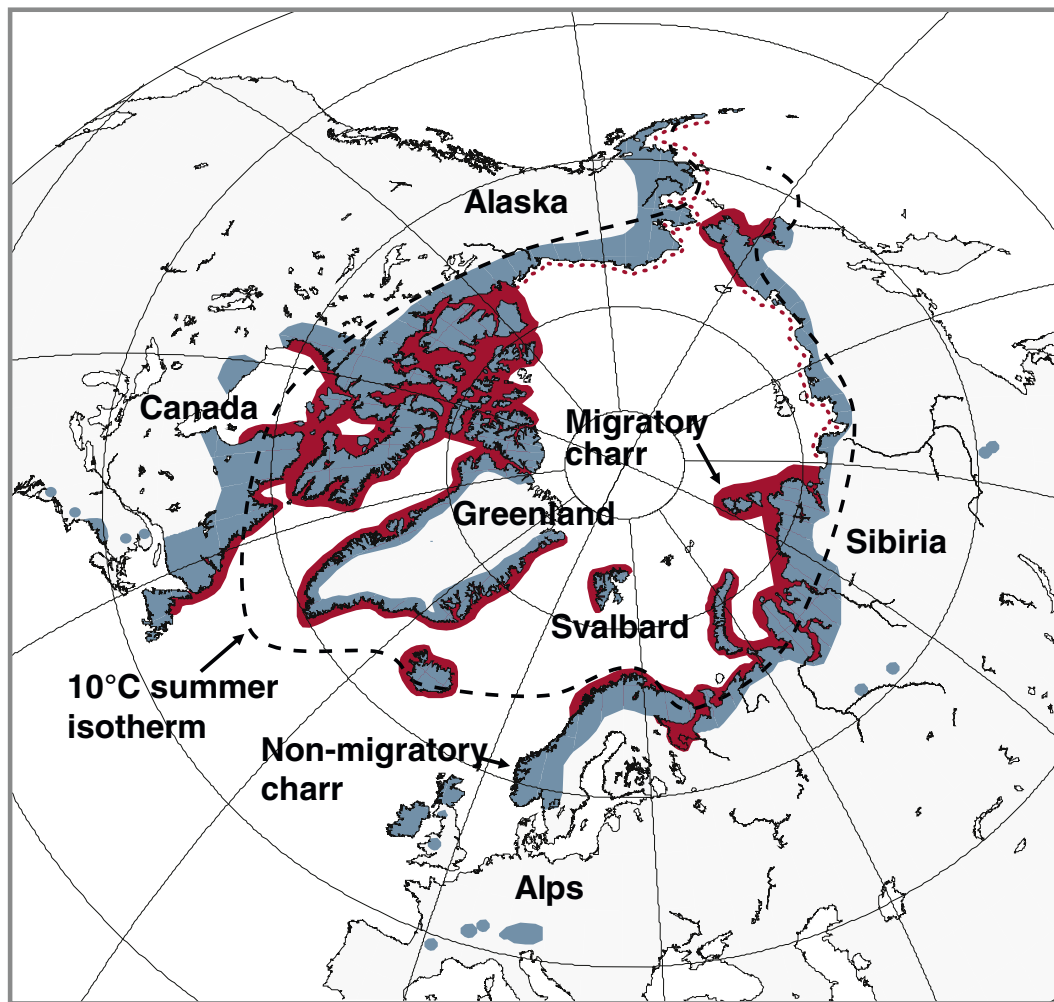 Alaska
Canada
Migratory
charr
Greenland
Sibiria
Svalbard
10°C summer
isotherm
Non-migratory
charr
Alps